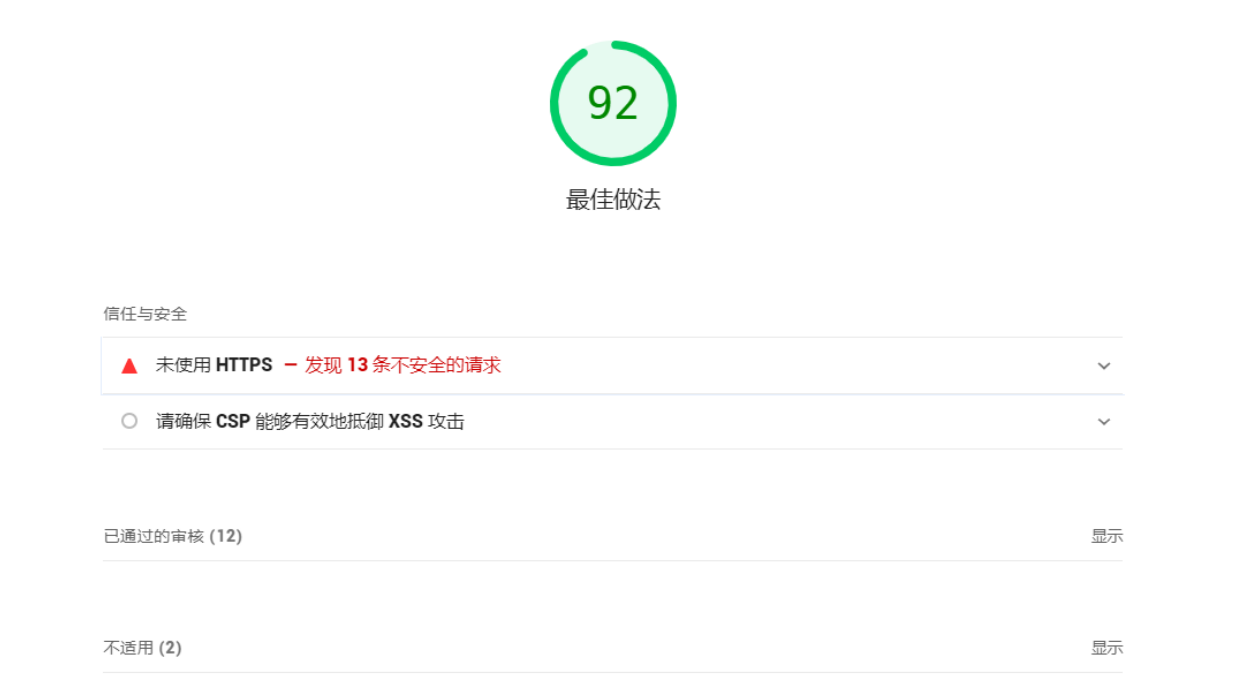 92
最佳做法
信任与安全
未使用 HTTPS — 发现 13 条不安全的请求
请确保 CSP 能够有效地抵御 XSS 攻击
已通过的审核 (12) 显示
不适用 (2) 显示